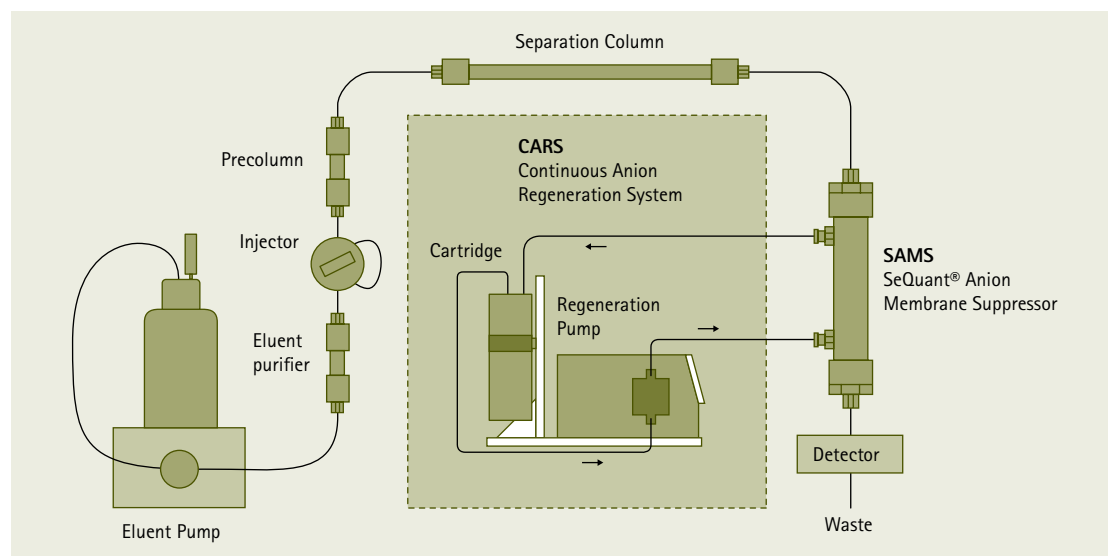 Separation Column
CARS
Continuous Anion
Regeneration System
Precolumn
Injector
Cartridge
SAMS
SeQuant® Anion
Membrane Suppressor
Regeneration
Pump
Eluent
purifier
Detector
Eluent Pump
Waste